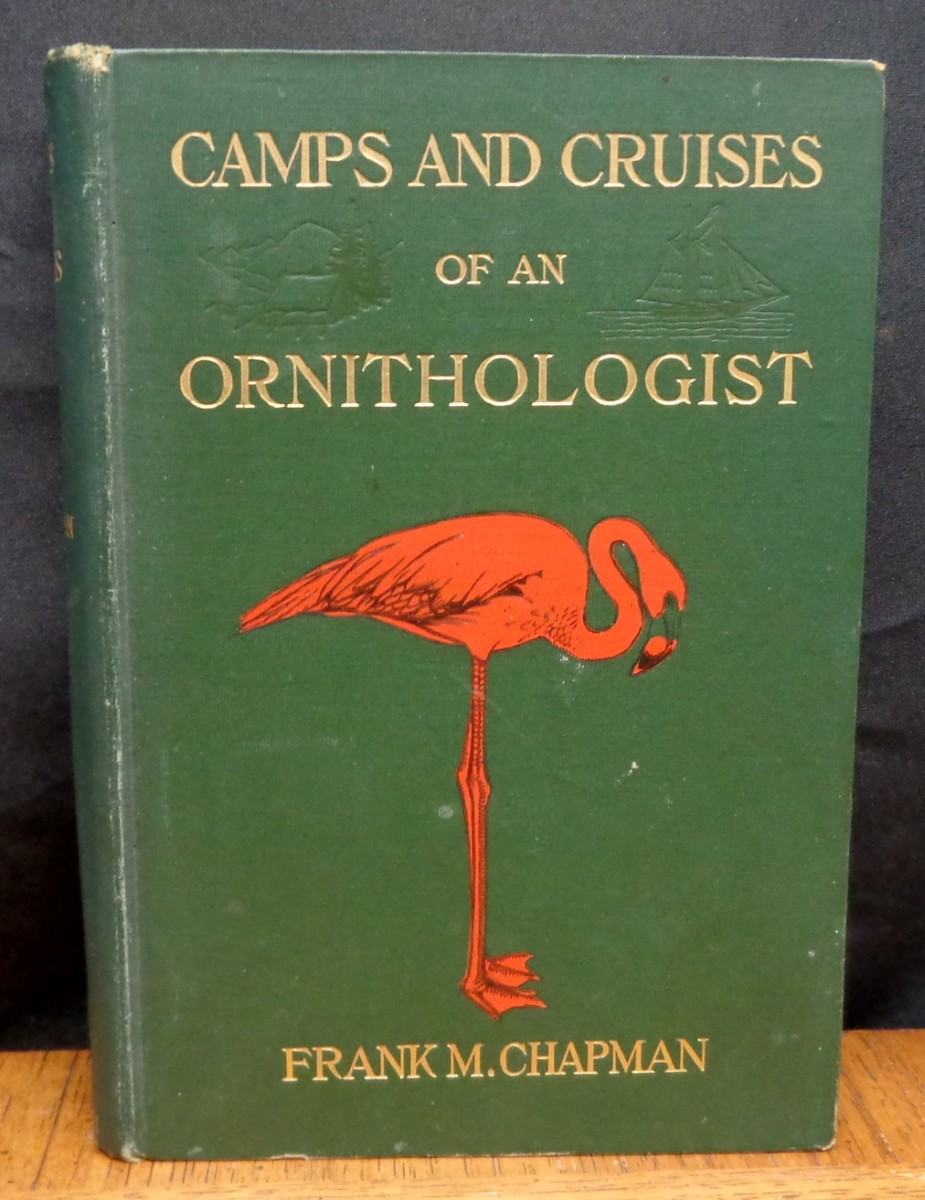 CAMPS AND CRUISES
OF AN
ORNITHOLOGIST
FRANK M. CHAPMAN